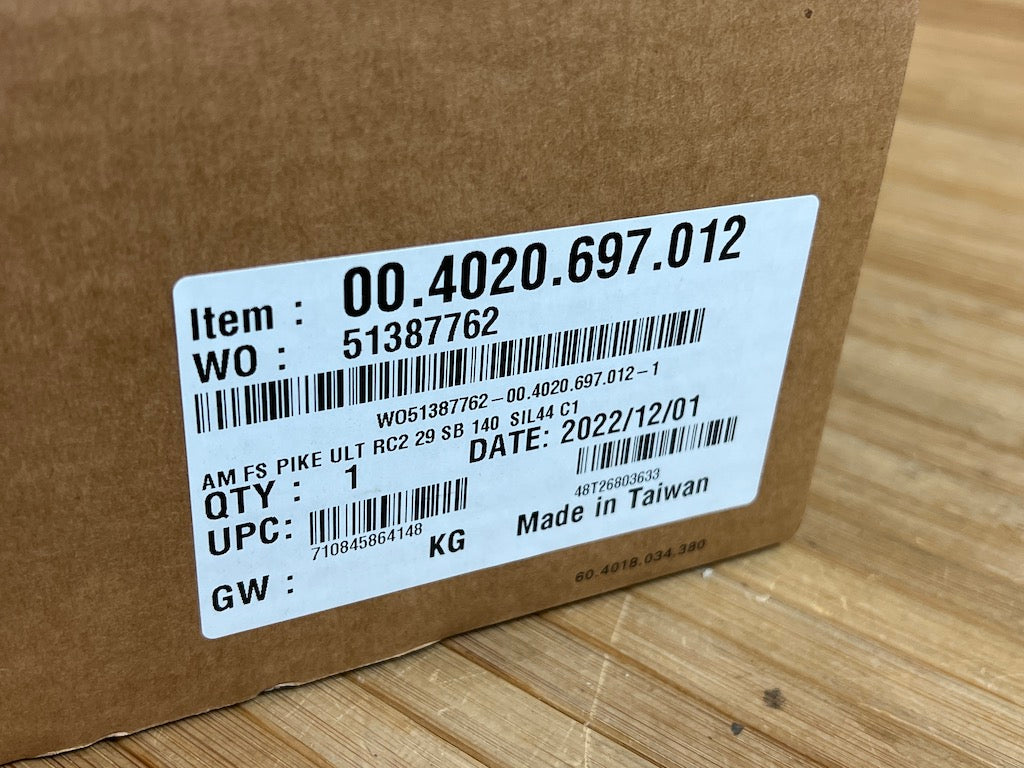 Item : 00.4020.697.012
WO : 51387762
WO51387762-00.4020.697.012-1
AM FS PIKE ULT RC2 29 SB 140 SIL44 C1
QTY : 1 DATE: 2022/12/01
48T26803633
UPC: 710845864148
KG Made in Taiwan
GW :
60.4018.034.380